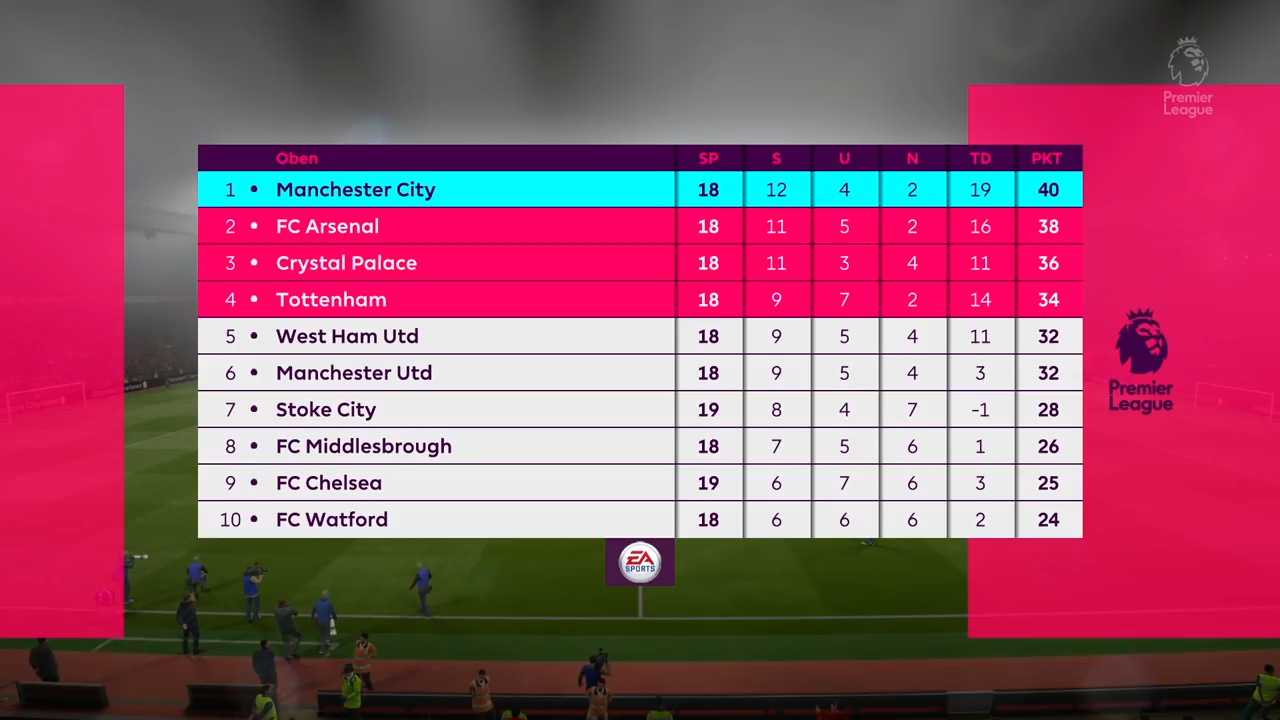 Premier
League
Oben SP S U N TD PKT
1 • Manchester City 18 12 4 2 19 40
2 • FC Arsenal 18 11 5 2 16 38
3 • Crystal Palace 18 11 3 4 11 36
4 • Tottenham 18 9 7 2 14 34
5 • West Ham Utd 18 9 5 4 11 32
6 • Manchester Utd 18 9 5 4 3 32
7 • Stoke City 19 8 4 7 -1 28
8 • FC Middlesbrough 18 7 5 6 1 26
9 • FC Chelsea 19 6 7 6 3 25
10 • FC Watford 18 6 6 6 2 24
Premier
League
EA
SPORTS